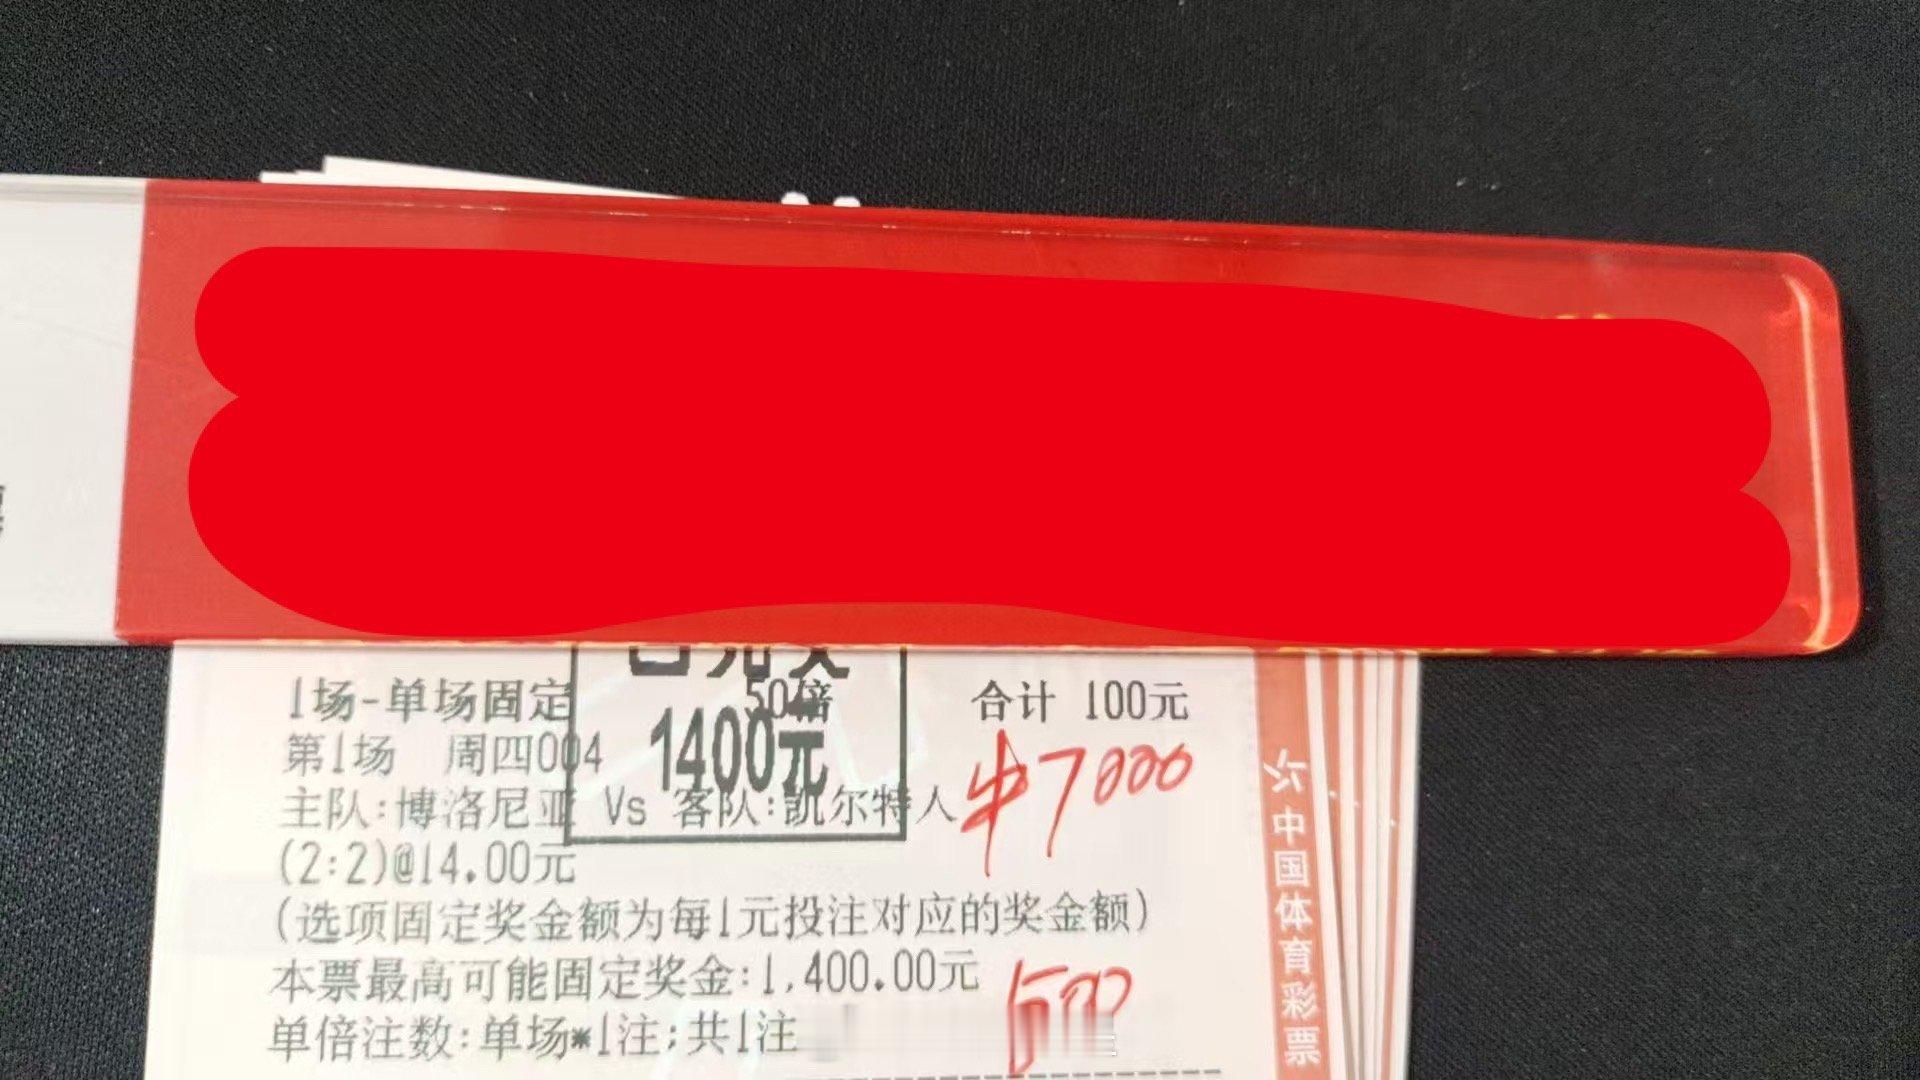 1场-单场固定 50倍 合计 100元
1400元
第1场 周四004
中7000
主队:博洛尼亚 Vs 客队:凯尔特人
(2:2)@14.00元
(选项固定奖金额为每1元投注对应的奖金额)
本票最高可能固定奖金:1,400.00元
500
单倍注数:单场*1注;共1注
中国体育彩票